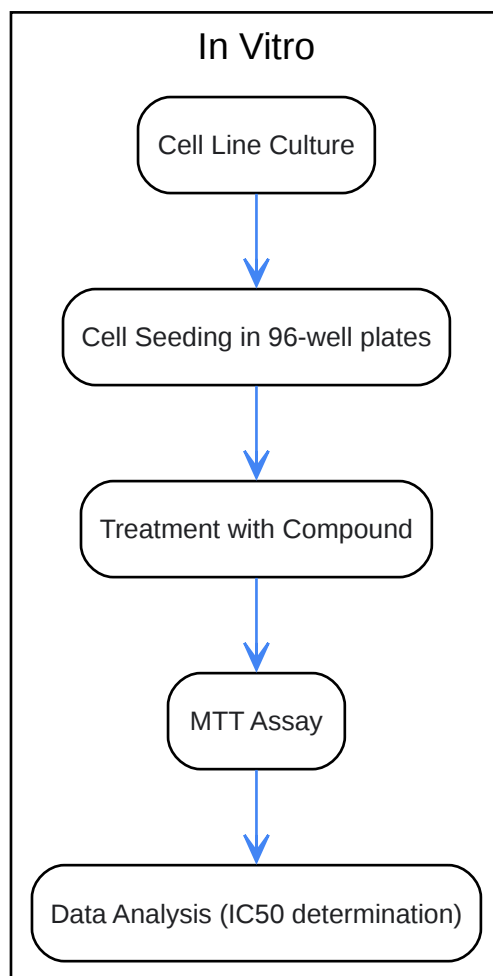 In Vitro
Cell Line Culture
Cell Seeding in 96-well plates
Treatment with Compound
MTT Assay
Data Analysis (IC50 determination)